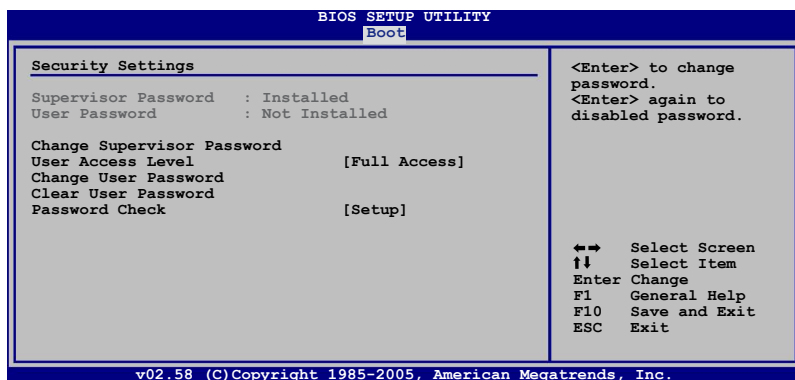 BIOS SETUP UTILITY
Boot
Security Settings
Supervisor Password : Installed
User Password : Not Installed
Change Supervisor Password
User Access Level [Full Access]
Change User Password
Clear User Password
Password Check [Setup]
<Enter> to change
password.
<Enter> again to
disabled password.
←→ Select Screen
↑↓ Select Item
Enter Change
F1 General Help
F10 Save and Exit
ESC Exit
v02.58 (C)Copyright 1985-2005, American Megatrends, Inc.